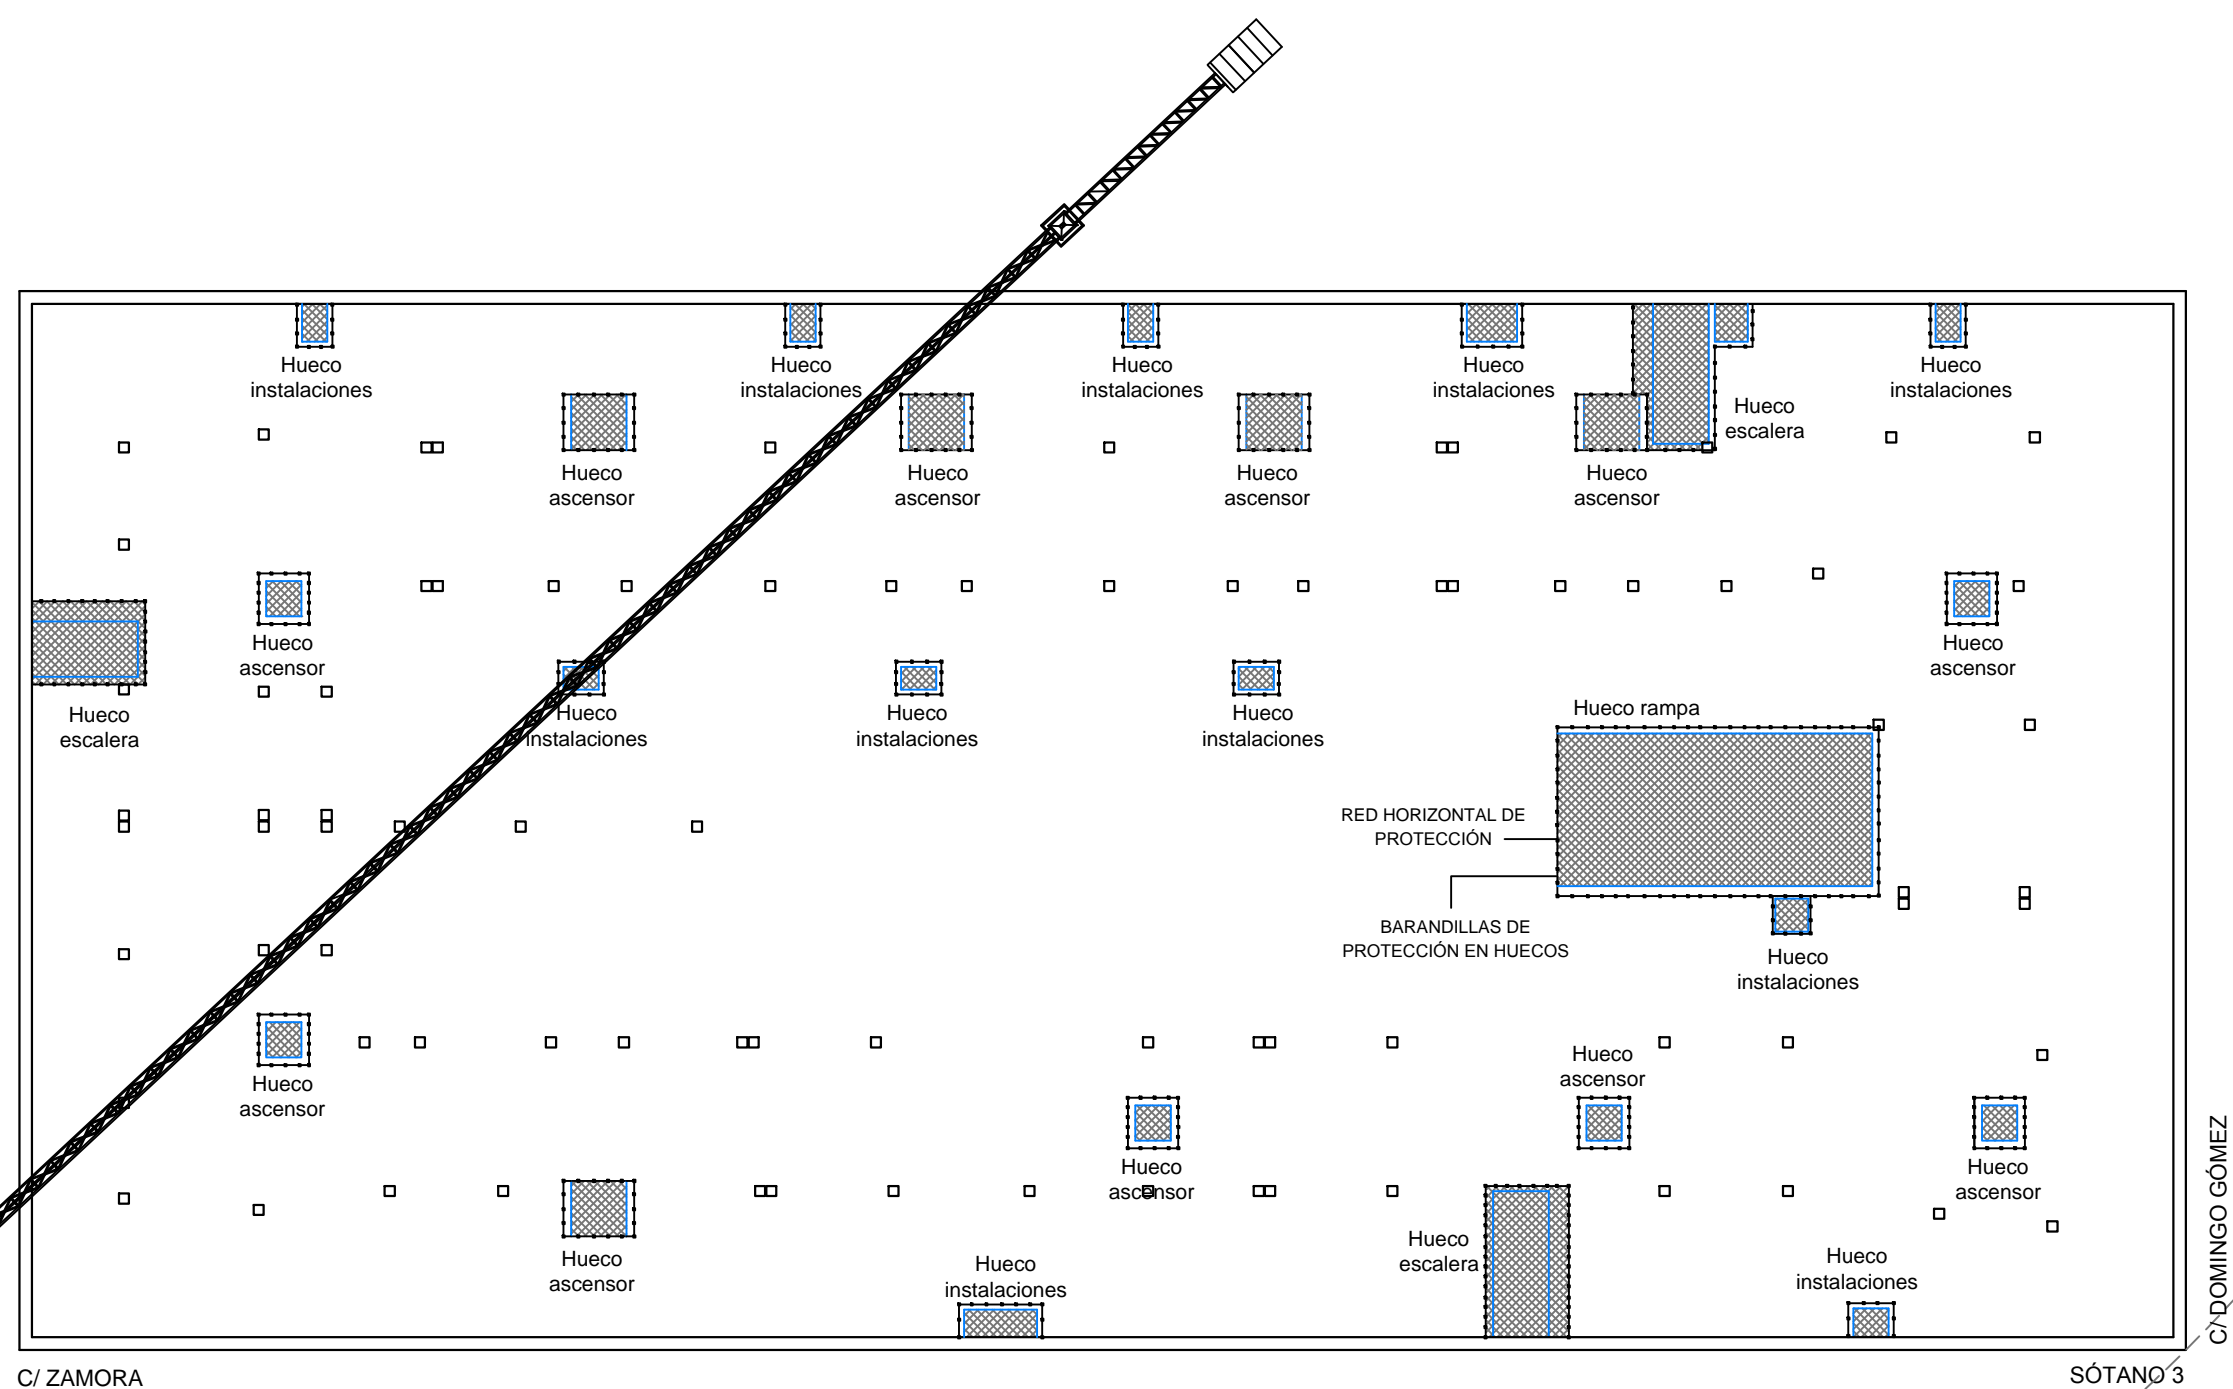 Hueco
instalaciones
Hueco
instalaciones
Hueco
instalaciones
Hueco
instalaciones
Hueco
instalaciones
Hueco
escalera
Hueco
ascensor
Hueco
ascensor
Hueco
ascensor
Hueco
ascensor
Hueco
ascensor
Hueco
ascensor
Hueco
escalera
Hueco
instalaciones
Hueco
instalaciones
Hueco
instalaciones
Hueco rampa
RED HORIZONTAL DE
PROTECCIÓN
BARANDILLAS DE
PROTECCIÓN EN HUECOS
Hueco
instalaciones
Hueco
ascensor
Hueco
ascensor
Hueco
ascensor
Hueco
ascensor
Hueco
ascensor
Hueco
escalera
Hueco
instalaciones
Hueco
instalaciones
C/ DOMINGO GÓMEZ
C/ ZAMORA
SÓTANO 3